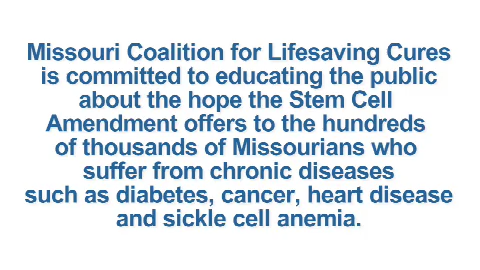 Missouri Coalition for Lifesaving Cures
is committed to educating the public
about the hope the Stem Cell
Amendment offers to the hundreds
of thousands of Missourians who
suffer from chronic diseases
such as diabetes, cancer, heart disease
and sickle cell anemia.